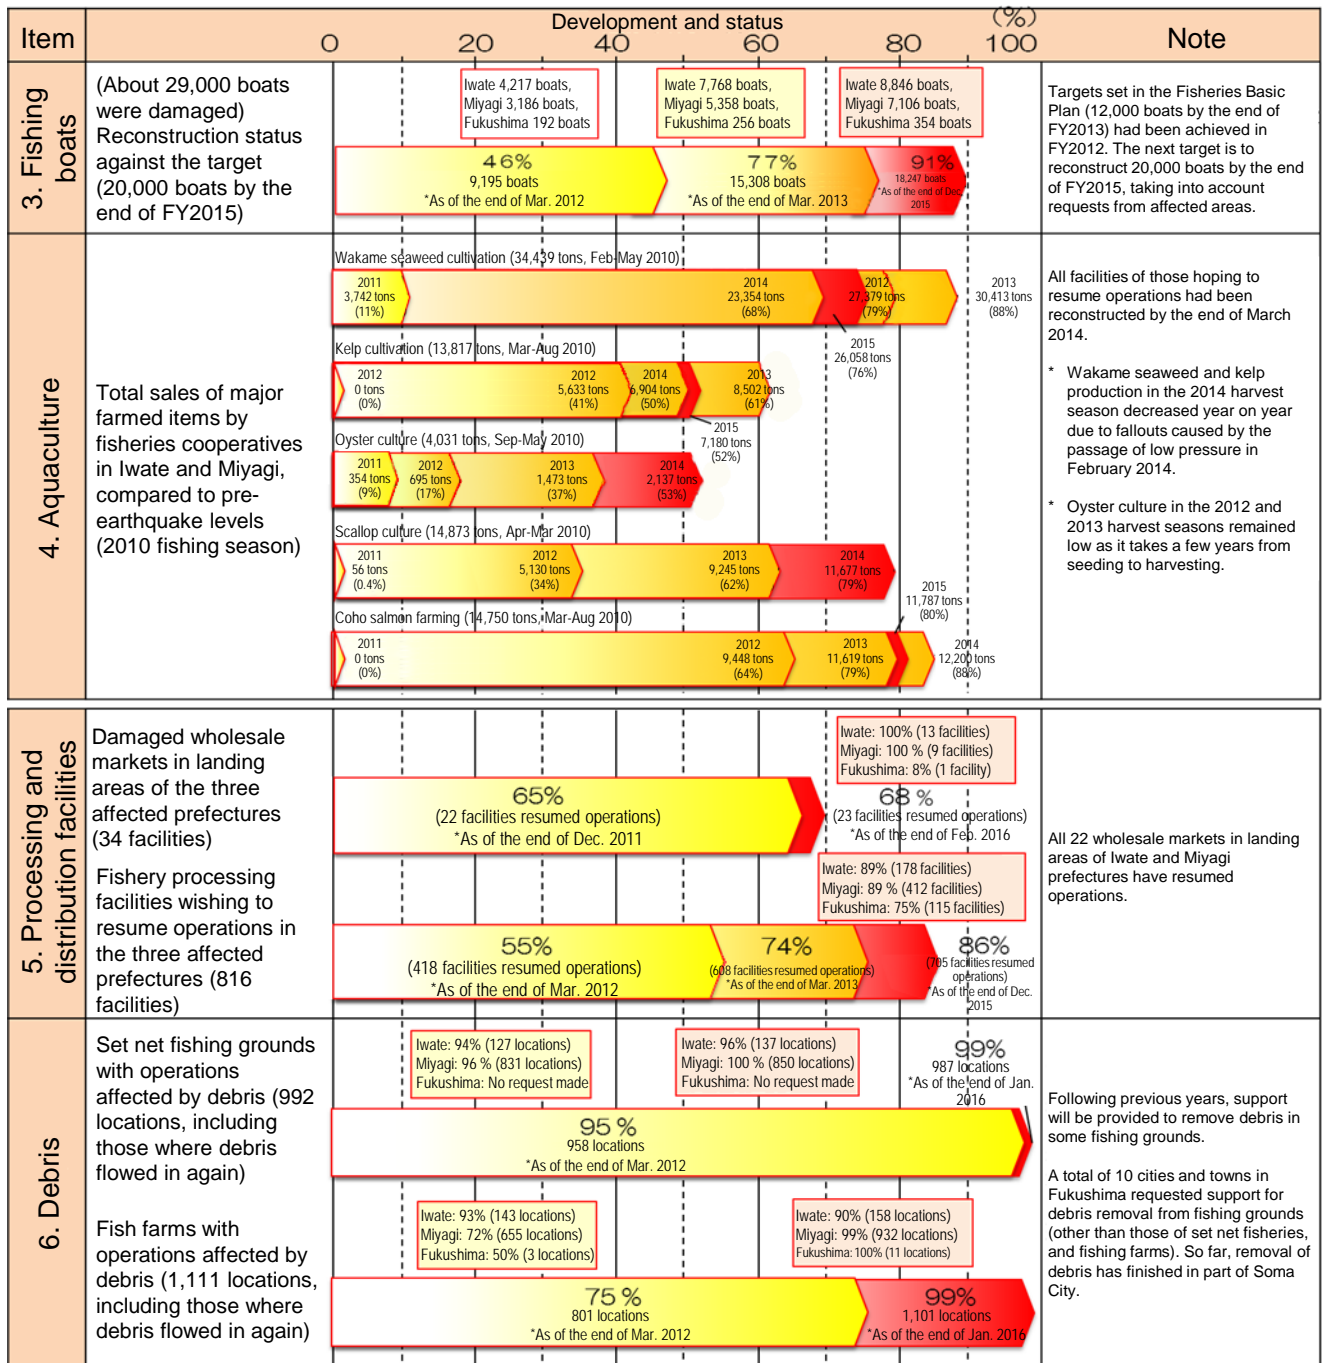 Item
Development and status
(%)
0 20 40 60 80 100
Note
3. Fishing
boats
(About 29,000 boats
were damaged)
Reconstruction status
against the target
(20,000 boats by the
end of FY2015)
Iwate 4,217 boats,
Miyagi 3,186 boats,
Fukushima 192 boats
Iwate 7,768 boats,
Miyagi 5,358 boats,
Fukushima 256 boats
Iwate 8,846 boats,
Miyagi 7,106 boats,
Fukushima 354 boats
46%
9,195 boats
*As of the end of Mar. 2012
77%
15,308 boats
*As of the end of Mar. 2013
91%
18,247 boats
*As of the end of Dec.
2015
Targets set in the Fisheries Basic
Plan (12,000 boats by the end of
FY2013) had been achieved in
FY2012. The next target is to
reconstruct 20,000 boats by the end
of FY2015, taking into account
requests from affected areas.
4. Aquaculture
Total sales of major
farmed items by
fisheries cooperatives
in Iwate and Miyagi,
compared to pre-
earthquake levels
(2010 fishing season)
Wakame seaweed cultivation (34,439 tons, Feb-May 2010)
2011
3,742 tons
(11%)
2014
23,354 tons
(68%)
2012
27,379 tons
(79%)
2013
30,413 tons
(88%)
2015
26,058 tons
(76%)
Kelp cultivation (13,817 tons, Mar-Aug 2010)
2012
0 tons
(0%)
2012
5,633 tons
(41%)
2014
6,904 tons
(50%)
2013
8,502 tons
(61%)
2015
7,180 tons
(52%)
Oyster culture (4,031 tons, Sep-May 2010)
2011
354 tons
(9%)
2012
695 tons
(17%)
2013
1,473 tons
(37%)
2014
2,137 tons
(53%)
Scallop culture (14,873 tons, Apr-Mar 2010)
2011
56 tons
(0.4%)
2012
5,130 tons
(34%)
2013
9,245 tons
(62%)
2014
11,677 tons
(79%)
2015
11,787 tons
(80%)
Coho salmon farming (14,750 tons, Mar-Aug 2010)
2011
0 tons
(0%)
2012
9,448 tons
(64%)
2013
11,619 tons
(79%)
2014
12,200 tons
(88%)
All facilities of those hoping to
resume operations had been
reconstructed by the end of March
2014.
* Wakame seaweed and kelp
production in the 2014 harvest
season decreased year on year
due to fallouts caused by the
passage of low pressure in
February 2014.
* Oyster culture in the 2012 and
2013 harvest seasons remained
low as it takes a few years from
seeding to harvesting.
5. Processing and
distribution facilities
Damaged wholesale
markets in landing
areas of the three
affected prefectures
(34 facilities)
Iwate: 100% (13 facilities)
Miyagi: 100 % (9 facilities)
Fukushima: 8% (1 facility)
65%
(22 facilities resumed operations)
*As of the end of Dec. 2011
68 %
(23 facilities resumed operations)
*As of the end of Feb. 2016
Fishery processing
facilities wishing to
resume operations in
the three affected
prefectures (816
facilities)
Iwate: 89% (178 facilities)
Miyagi: 89 % (412 facilities)
Fukushima: 75% (115 facilities)
55%
(418 facilities resumed operations)
*As of the end of Mar. 2012
74%
(608 facilities resumed operations)
*As of the end of Mar. 2013
86%
(705 facilities resumed
operations)
*As of the end of Dec.
2015
All 22 wholesale markets in landing
areas of Iwate and Miyagi
prefectures have resumed
operations.
6. Debris
Set net fishing grounds
with operations
affected by debris (992
locations, including
those where debris
flowed in again)
Iwate: 94% (127 locations)
Miyagi: 96 % (831 locations)
Fukushima: No request made
Iwate: 96% (137 locations)
Miyagi: 100 % (850 locations)
Fukushima: No request made
99%
987 locations
*As of the end of Jan.
2016
95 %
958 locations
*As of the end of Mar. 2012
Fish farms with
operations affected by
debris (1,111 locations,
including those where
debris flowed in again)
Iwate: 93% (143 locations)
Miyagi: 72% (655 locations)
Fukushima: 50% (3 locations)
Iwate: 90% (158 locations)
Miyagi: 99% (932 locations)
Fukushima: 100% (11 locations)
75 %
801 locations
*As of the end of Mar. 2012
99%
1,101 locations
*As of the end of Jan. 2016
Following previous years, support
will be provided to remove debris in
some fishing grounds.
A total of 10 cities and towns in
Fukushima requested support for
debris removal from fishing grounds
(other than those of set net fisheries,
and fishing farms). So far, removal of
debris has finished in part of Soma
City.